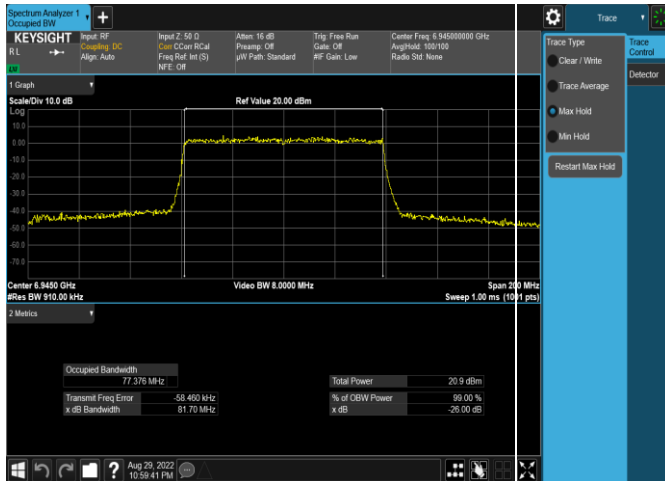 Spectrum Analyzer 1
Occupied BW
Trace
KEYSIGHT
Input: RF
Input Z: 50 Ω
Atten: 16 dB
Trig: Free Run
Center Freq: 6.945000000 GHz
R L
Coupling: DC
Corr CCorr RCal
Preamp: Off
Gate: Off
Avg|Hold: 100/100
Align: Auto
Freq Ref: Int (S)
µW Path: Standard
#IF Gain: Low
Radio Std: None
NFE: Off
Trace Type
Trace Control
Clear / Write
Detector
Trace Average
Max Hold
Min Hold
Restart Max Hold
1 Graph
Scale/Div 10.0 dB
Ref Value 20.00 dBm
Log
10.0
0.00
-10.0
-20.0
-30.0
-40.0
-50.0
-60.0
-70.0
Center 6.9450 GHz
Video BW 8.0000 MHz
Span 200 MHz
#Res BW 910.00 kHz
Sweep 1.00 ms (1001 pts)
2 Metrics
Occupied Bandwidth
77.376 MHz
Total Power
20.9 dBm
Transmit Freq Error
-58.460 kHz
% of OBW Power
99.00 %
x dB Bandwidth
81.70 MHz
x dB
-26.00 dB
Aug 29, 2022
10:59:41 PM